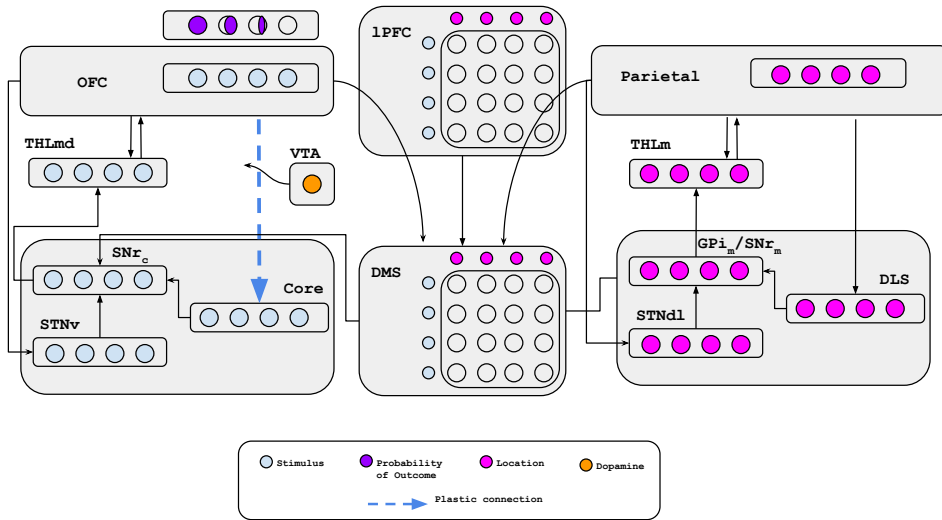 lPFC
OFC
Parietal
THLmd
VTA
THLm
SNrc
Core
STNv
DMS
GPim/SNrm
DLS
STNdl
Stimulus
Probability
of Outcome
Location
Dopamine
Plastic connection